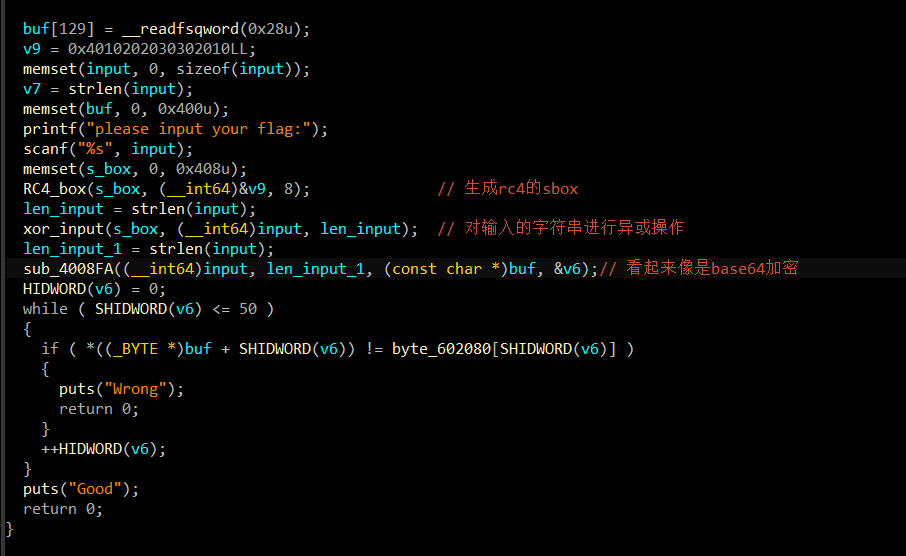 buf[129] = __readfsqword(0x28u);
v9 = 0x4010202030302010LL;
memset(input, 0, sizeof(input));
v7 = strlen(input);
memset(buf, 0, 0x400u);
printf("please input your flag:");
scanf("%s", input);
memset(s_box, 0, 0x408u);
RC4_box(s_box, (__int64)&v9, 8);                // 生成rc4的sbox
len_input = strlen(input);
xor_input(s_box, (__int64)input, len_input);  // 对输入的字符串进行异或操作
len_input_1 = strlen(input);
sub_4008FA((__int64)input, len_input_1, (const char *)buf, &v6);// 看起来像是base64加密
HIDWORD(v6) = 0;
while ( SHIDWORD(v6) <= 50 )
{
  if ( *((_BYTE *)buf + SHIDWORD(v6)) != byte_602080[SHIDWORD(v6)] )
  {
    puts("Wrong");
    return 0;
  }
  ++HIDWORD(v6);
}
puts("Good");
return 0;
}